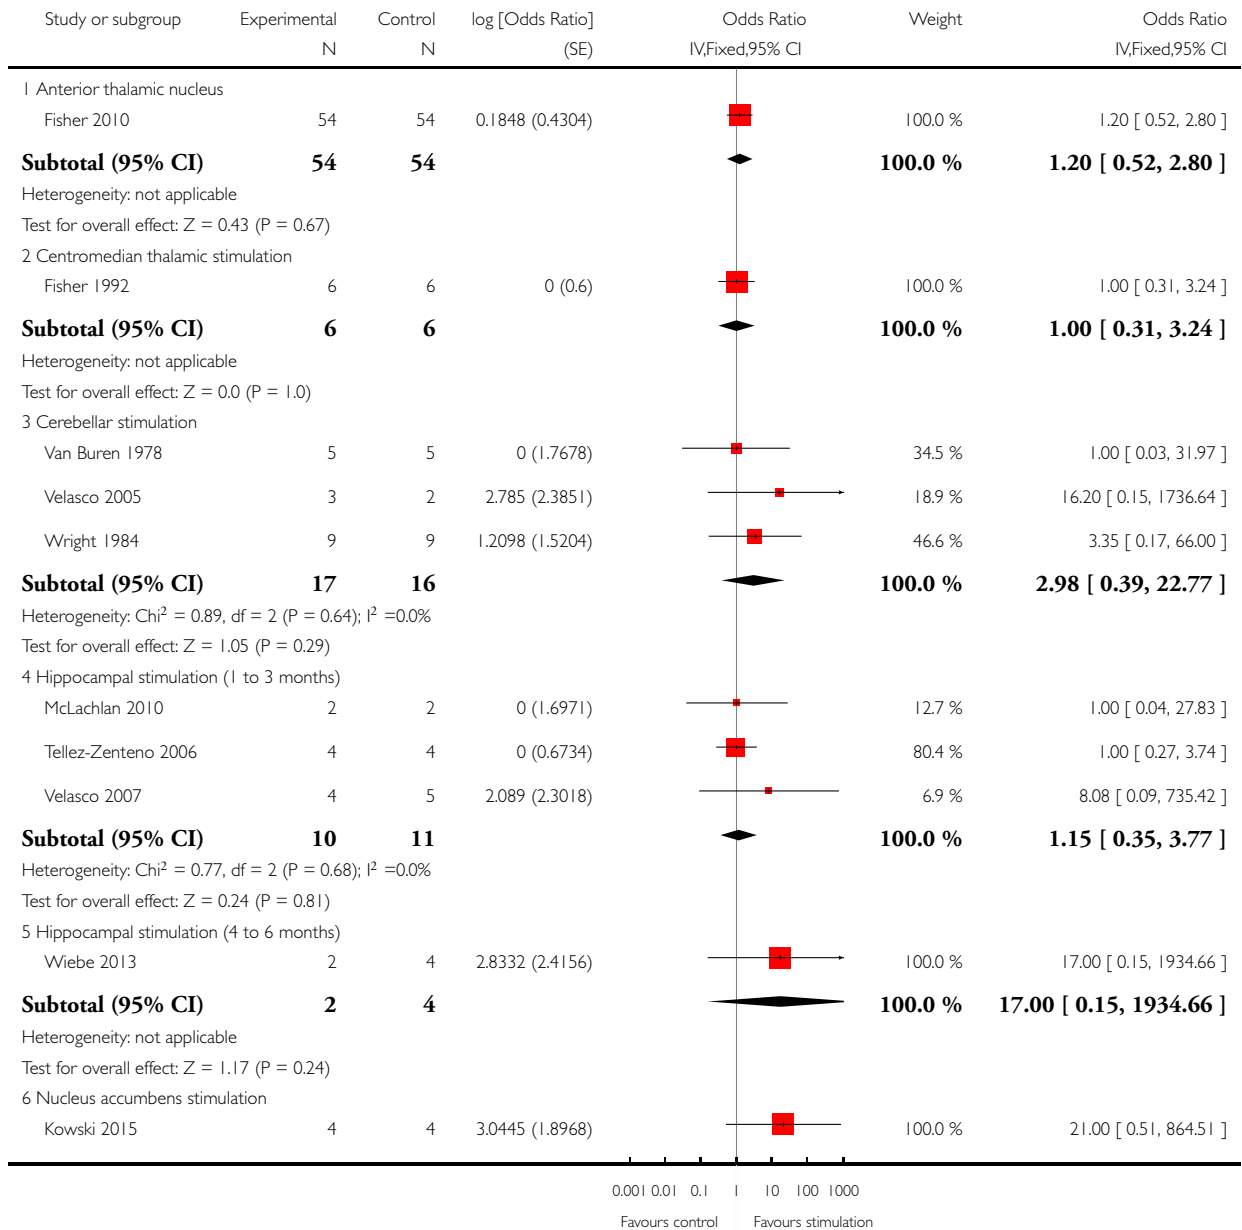 Study or subgroup Experimental Control log [Odds Ratio] Odds Ratio Weight Odds Ratio
N N (SE) IV,Fixed,95% CI IV,Fixed,95% CI
1 Anterior thalamic nucleus
Fisher 2010 54 54 0.1848 (0.4304) 100.0 % 1.20 [ 0.52, 2.80 ]
Subtotal (95% CI) 54 54 100.0 % 1.20 [ 0.52, 2.80 ]
Heterogeneity: not applicable
Test for overall effect: Z = 0.43 (P = 0.67)
2 Centromedian thalamic stimulation
Fisher 1992 6 6 0 (0.6) 100.0 % 1.00 [ 0.31, 3.24 ]
Subtotal (95% CI) 6 6 100.0 % 1.00 [ 0.31, 3.24 ]
Heterogeneity: not applicable
Test for overall effect: Z = 0.0 (P = 1.0)
3 Cerebellar stimulation
Van Buren 1978 5 5 0 (1.7678) 34.5 % 1.00 [ 0.03, 31.97 ]
Velasco 2005 3 2 2.785 (2.3851) 18.9 % 16.20 [ 0.15, 1736.64 ]
Wright 1984 9 9 1.2098 (1.5204) 46.6 % 3.35 [ 0.17, 66.00 ]
Subtotal (95% CI) 17 16 100.0 % 2.98 [ 0.39, 22.77 ]
Heterogeneity: Chi² = 0.89, df = 2 (P = 0.64); I² =0.0%
Test for overall effect: Z = 1.05 (P = 0.29)
4 Hippocampal stimulation (1 to 3 months)
McLachlan 2010 2 2 0 (1.6971) 12.7 % 1.00 [ 0.04, 27.83 ]
Tellez-Zenteno 2006 4 4 0 (0.6734) 80.4 % 1.00 [ 0.27, 3.74 ]
Velasco 2007 4 5 2.089 (2.3018) 6.9 % 8.08 [ 0.09, 735.42 ]
Subtotal (95% CI) 10 11 100.0 % 1.15 [ 0.35, 3.77 ]
Heterogeneity: Chi² = 0.77, df = 2 (P = 0.68); I² =0.0%
Test for overall effect: Z = 0.24 (P = 0.81)
5 Hippocampal stimulation (4 to 6 months)
Wiebe 2013 2 4 2.8332 (2.4156) 100.0 % 17.00 [ 0.15, 1934.66 ]
Subtotal (95% CI) 2 4 100.0 % 17.00 [ 0.15, 1934.66 ]
Heterogeneity: not applicable
Test for overall effect: Z = 1.17 (P = 0.24)
6 Nucleus accumbens stimulation
Kowski 2015 4 4 3.0445 (1.8968) 100.0 % 21.00 [ 0.51, 864.51 ]
0.001 0.01 0.1 1 10 100 1000
Favours control Favours stimulation